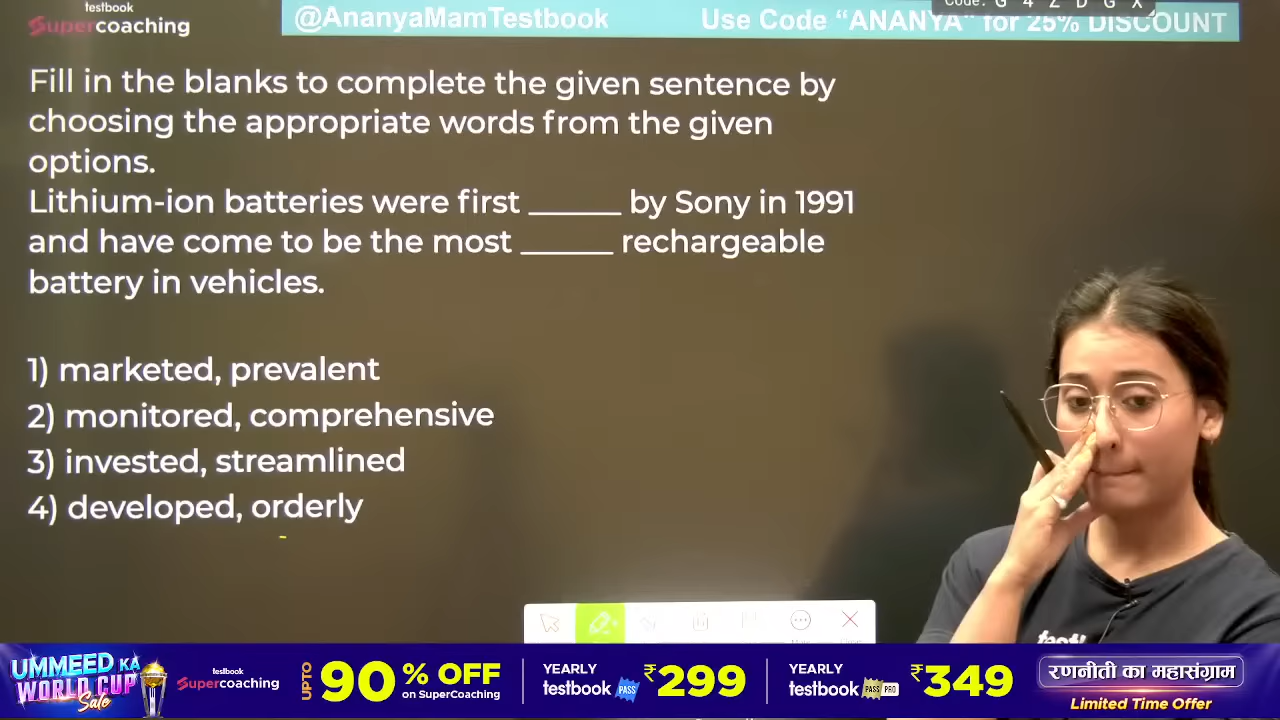 testbook
Supercoaching
@AnanyaMamTestbook
Use Code “ANANYA” for 25% DISCOUNT
Code: G 4 Z D G X
Fill in the blanks to complete the given sentence by
choosing the appropriate words from the given
options.
Lithium-ion batteries were first ______ by Sony in 1991
and have come to be the most ______ rechargeable
battery in vehicles.
1) marketed, prevalent
2) monitored, comprehensive
3) invested, streamlined
4) developed, orderly
UMMEED KA
WORLD CUP
Sale
testbook
Supercoaching
UPTO
90% OFF
on SuperCoaching
YEARLY
testbook PASS
₹299
YEARLY
testbook PASS PRO
₹349
रणनीती का महासंग्राम
Limited Time Offer